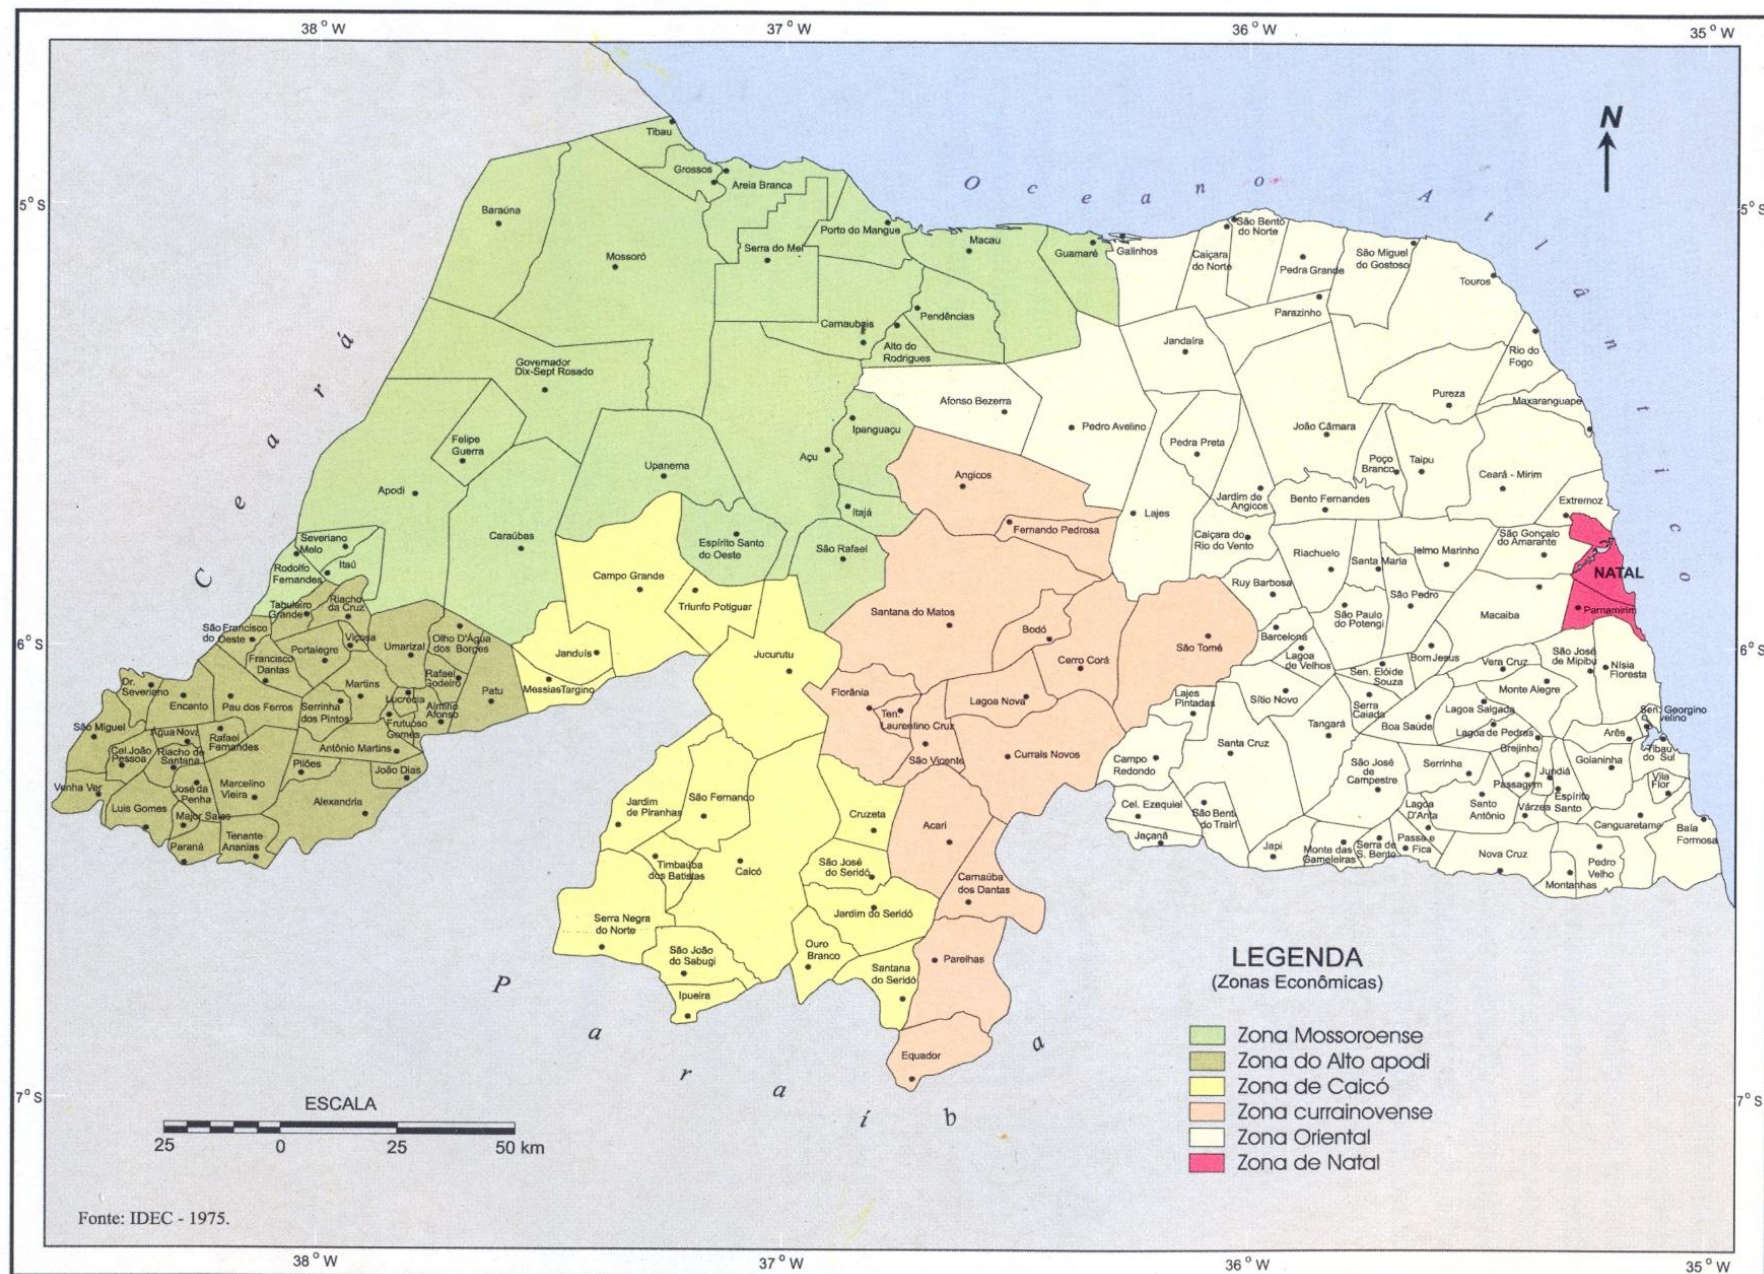 38° W
37° W
36° W
35° W
5° S
5° S
6° S
6° S
7° S
7° S
N
Oceano Atlântico
Ceará
Paraíba
Tibau
Grossos
Areia Branca
Baraúna
Mossoró
Serra do Mel
Porto do Mangue
Macau
Guamaré
Galinhos
Caiçara
do Norte
São Bento
do Norte
Pedra Grande
São Miguel
do Gostoso
Touros
Parazinho
Carnaubais
Pendências
Alto do
Rodrigues
Jandaíra
Rio do
Fogo
Governador
Dix-Sept Rosado
Afonso Bezerra
Pedro Avelino
Pureza
Maxaranguape
Felipe
Guerra
Ipanguaçu
Açu
Upanema
Pedra Preta
João Câmara
Poço
Branco
Taipu
Ceará - Mirim
Apodi
Angicos
Jardim de
Angicos
Bento Fernandes
Extremoz
Itajá
Lajes
Fernando Pedrosa
Severiano
Melo
Caraúbas
Espírito Santo
do Oeste
São Rafael
Caiçara do
Rio do Vento
Riachuelo
Santa Maria
Ielmo Marinho
São Gonçalo
do Amarante
Rodolfo
Fernandes
Itaú
Campo Grande
Triunfo Potiguar
Ruy Barbosa
NATAL
Parnamirim
Tabuleiro
Grande
Riacho
da Cruz
Santana do Matos
Bodó
São Tomé
São Paulo
do Potengi
São Pedro
Macaíba
São Francisco
do Oeste
Viçosa
Portalegre
Umarizal
Olho D'Água
dos Borges
Francisco
Dantas
Janduís
Jucurutu
Cerro Corá
Barcelona
Lagoa
de Velhos
Sen. Elóide
Souza
Bom Jesus
Vera Cruz
São José
de Mipibu
Nísia
Floresta
Dr.
Severiano
Encanto
Pau dos Ferros
Martins
Serrinha
dos Pintos
Lucrécia
Rafael
Godeiro
Almino
Afonso
Patu
Messias Targino
Florânia
Ten.
Laurentino Cruz
Lagoa Nova
Lajes
Pintadas
Sítio Novo
Serra
Caiada
Monte Alegre
Lagoa Salgada
São Miguel
Água Nova
Rafael
Fernandes
Frutuoso
Gomes
Antônio Martins
São Vicente
Currais Novos
Santa Cruz
Tangará
Boa Saúde
Lagoa de Pedras
Brejinho
Arês
Sen. Georgino
Avelino
Tibau
do Sul
Cel. João
Pessoa
Riacho de
Santana
Pilões
João Dias
Campo
Redondo
São José
de
Campestre
Serrinha
Passagem
Jundiá
Goianinha
Vila
Flor
Venha Ver
José da
Penha
Marcelino
Vieira
Luís Gomes
Major Sales
Alexandria
Jardim
de Piranhas
São Fernando
Cruzeta
Acari
Cel. Ezequiel
São Bento
do Trairí
Lagoa
D'Anta
Santo
Antônio
Várzea
Espírito
Santo
Canguaretama
Baía
Formosa
Paraná
Tenente
Ananias
Jaçanã
Japi
Monte das
Gameleiras
Serra de
S. Bento
Passa e
Fica
Nova Cruz
Montanhas
Pedro
Velho
Timbaúba
dos Batistas
Caicó
São José
do Seridó
Carnaúba
dos Dantas
Serra Negra
do Norte
Jardim do Seridó
São João
do Sabugi
Ouro
Branco
Santana
do Seridó
Parelhas
Ipueira
Equador
LEGENDA
(Zonas Econômicas)
Zona Mossoroense
Zona do Alto apodi
Zona de Caicó
Zona currainovense
Zona Oriental
Zona de Natal
ESCALA
25 0 25 50 km
Fonte: IDEC - 1975.
38° W
37° W
36° W
35° W